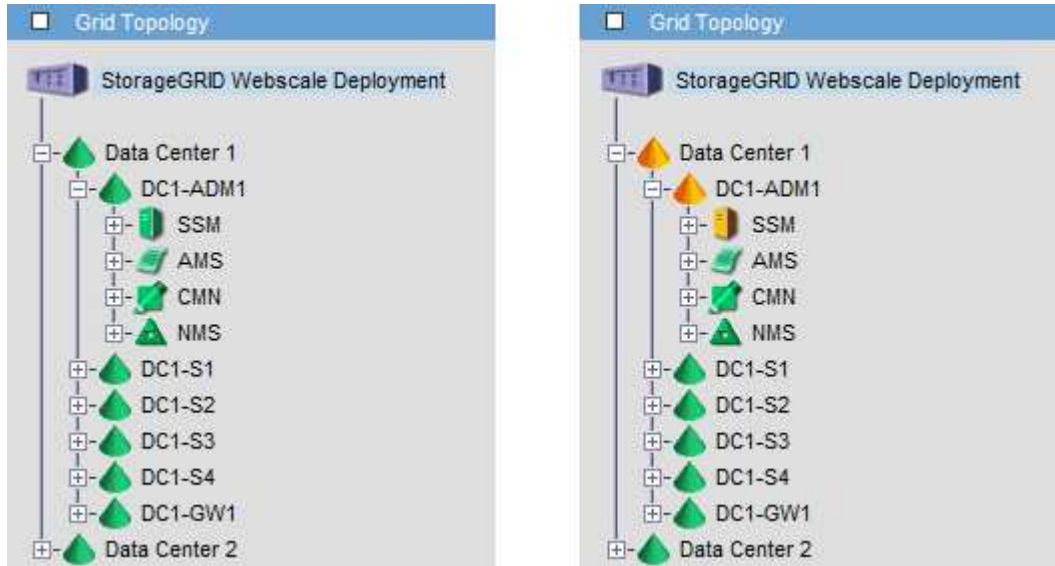 Grid Topology
StorageGRID Webscale Deployment
Data Center 1
DC1-ADM1
SSM
AMS
CMN
NMS
DC1-S1
DC1-S2
DC1-S3
DC1-S4
DC1-GW1
Data Center 2
Grid Topology
StorageGRID Webscale Deployment
Data Center 1
DC1-ADM1
SSM
AMS
CMN
NMS
DC1-S1
DC1-S2
DC1-S3
DC1-S4
DC1-GW1
Data Center 2